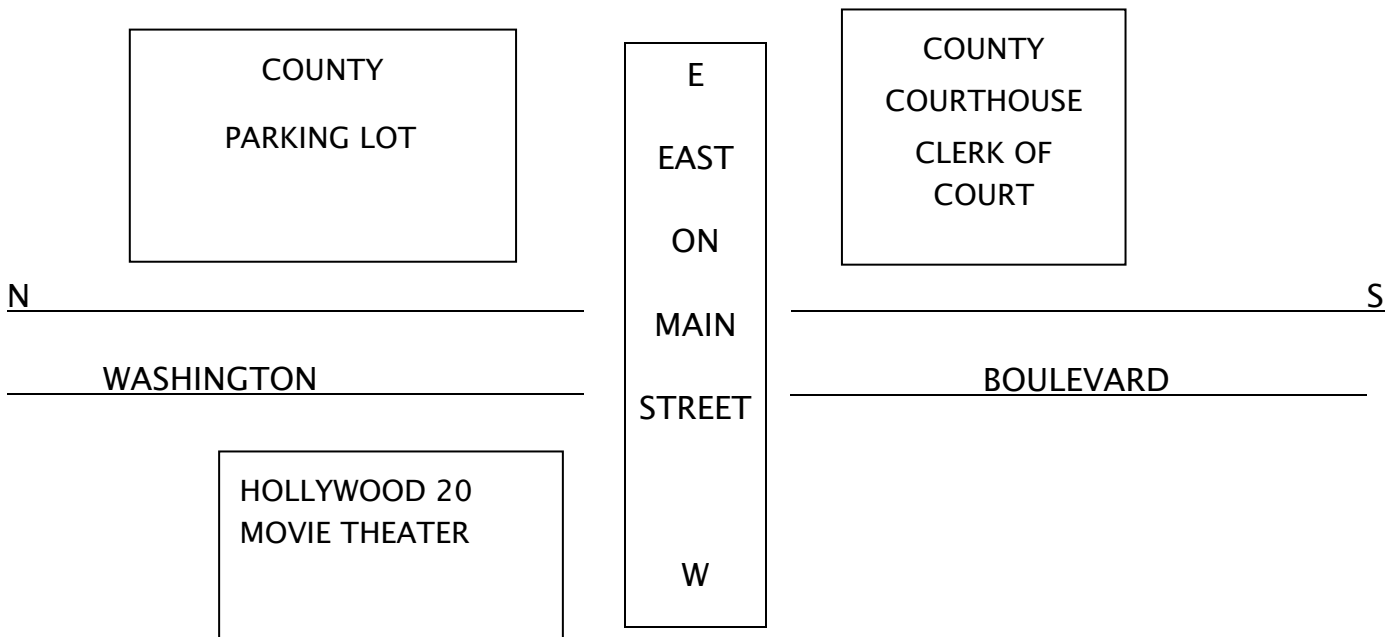 COUNTY
PARKING LOT
E
EAST
ON
MAIN
STREET
W
COUNTY
COURTHOUSE
CLERK OF
COURT
N
S
WASHINGTON
BOULEVARD
HOLLYWOOD 20
MOVIE THEATER